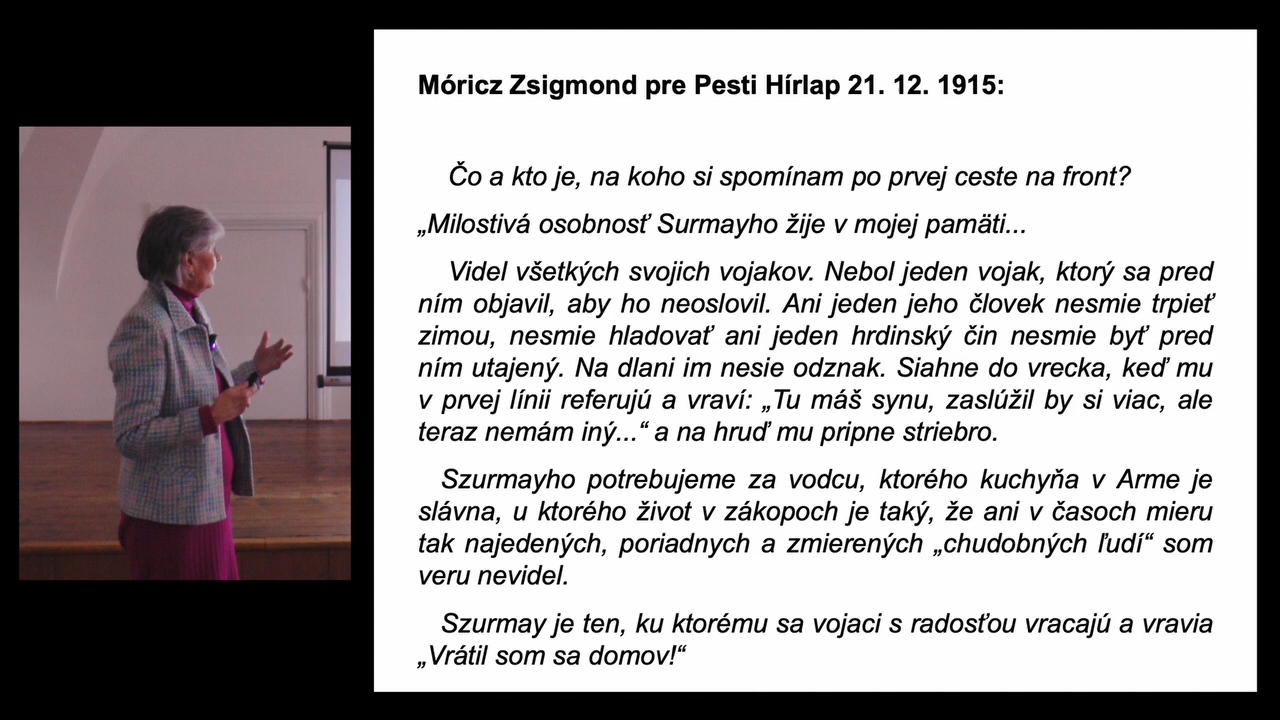 Móricz Zsigmond pre Pesti Hírlap 21. 12. 1915:
Čo a kto je, na koho si spomínam po prvej ceste na front?
„Milostivá osobnosť Surmayho žije v mojej pamäti...
Videl všetkých svojich vojakov. Nebol jeden vojak, ktorý sa pred
ním objavil, aby ho neoslovil. Ani jeden jeho človek nesmie trpieť
zimou, nesmie hladovať ani jeden hrdinský čin nesmie byť pred
ním utajený. Na dlani im nesie odznak. Siahne do vrecka, keď mu
v prvej línii referujú a vraví: „Tu máš synu, zaslúžil by si viac, ale
teraz nemám iný...“ a na hruď mu pripne striebro.
Szurmayho potrebujeme za vodcu, ktorého kuchyňa v Arme je
slávna, u ktorého život v zákopoch je taký, že ani v časoch mieru
tak najedených, poriadnych a zmierených „chudobných ľudí“ som
veru nevidel.
Szurmay je ten, ku ktorému sa vojaci s radosťou vracajú a vravia
„Vrátil som sa domov!“